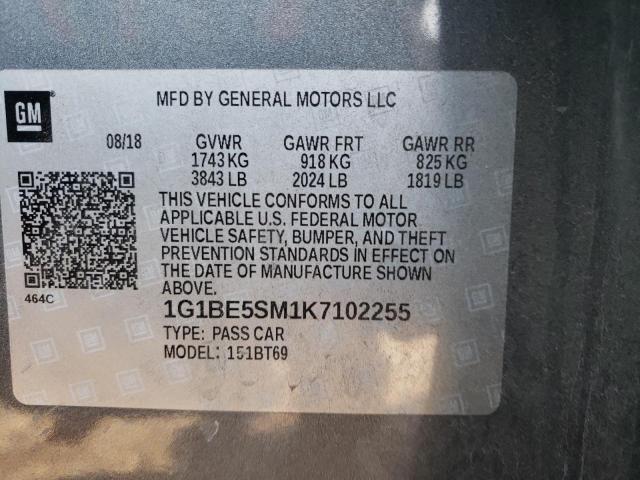 GM
MFD BY GENERAL MOTORS LLC
08/18 GVWR GAWR FRT GAWR RR
1743 KG 918 KG 825 KG
3843 LB 2024 LB 1819 LB
THIS VEHICLE CONFORMS TO ALL
APPLICABLE U.S. FEDERAL MOTOR
VEHICLE SAFETY, BUMPER, AND THEFT
PREVENTION STANDARDS IN EFFECT ON
THE DATE OF MANUFACTURE SHOWN
ABOVE.
464C
1G1BE5SM1K7102255
TYPE: PASS CAR
MODEL: 1S1BT69